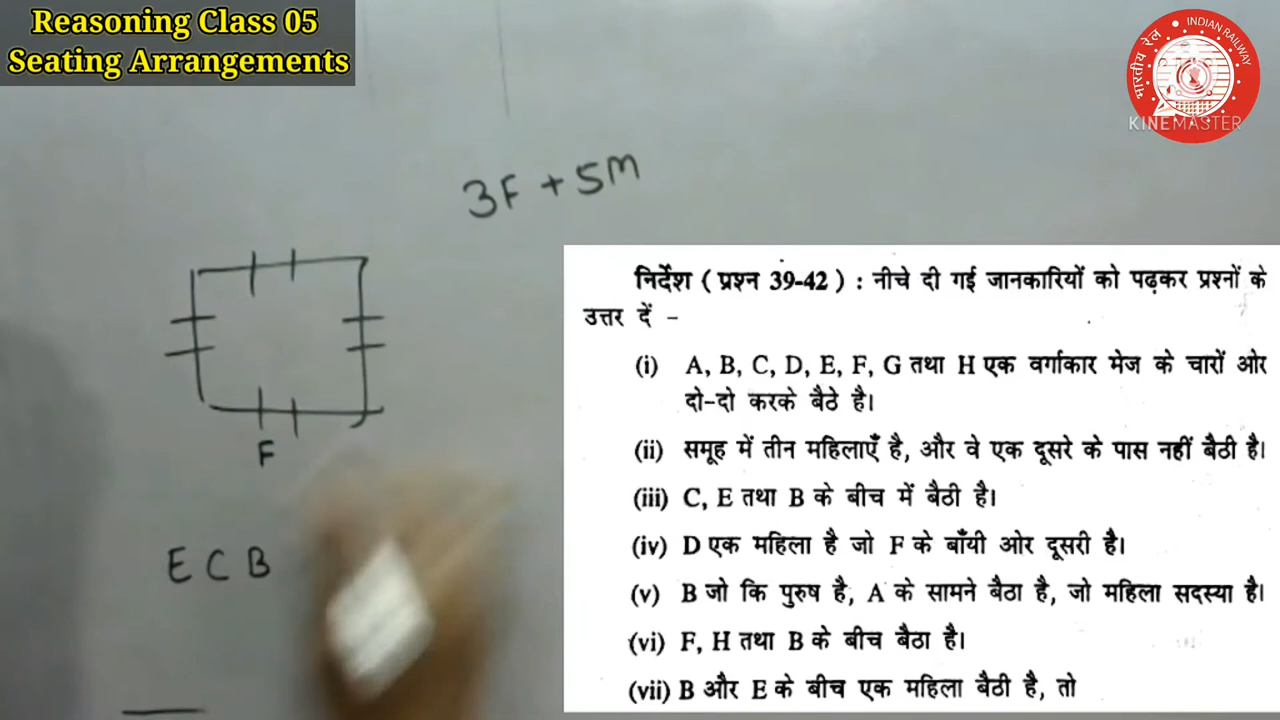 Reasoning Class 05
Seating Arrangements
भारतीय रेल
INDIAN RAILWAY
KINEMASTER
3F + 5M
F
E C B
निर्देश ( प्रश्न 39-42 ) : नीचे दी गई जानकारियों को पढ़कर प्रश्नों के
उत्तर दें -
(i) A, B, C, D, E, F, G तथा H एक वर्गाकार मेज के चारों ओर
दो-दो करके बैठे है।
(ii) समूह में तीन महिलाएँ है, और वे एक दूसरे के पास नहीं बैठी है।
(iii) C, E तथा B के बीच में बैठी है।
(iv) D एक महिला है जो F के बाँयी ओर दूसरी है।
(v) B जो कि पुरुष है, A के सामने बैठा है, जो महिला सदस्या है।
(vi) F, H तथा B के बीच बैठा है।
(vii) B और E के बीच एक महिला बैठी है, तो